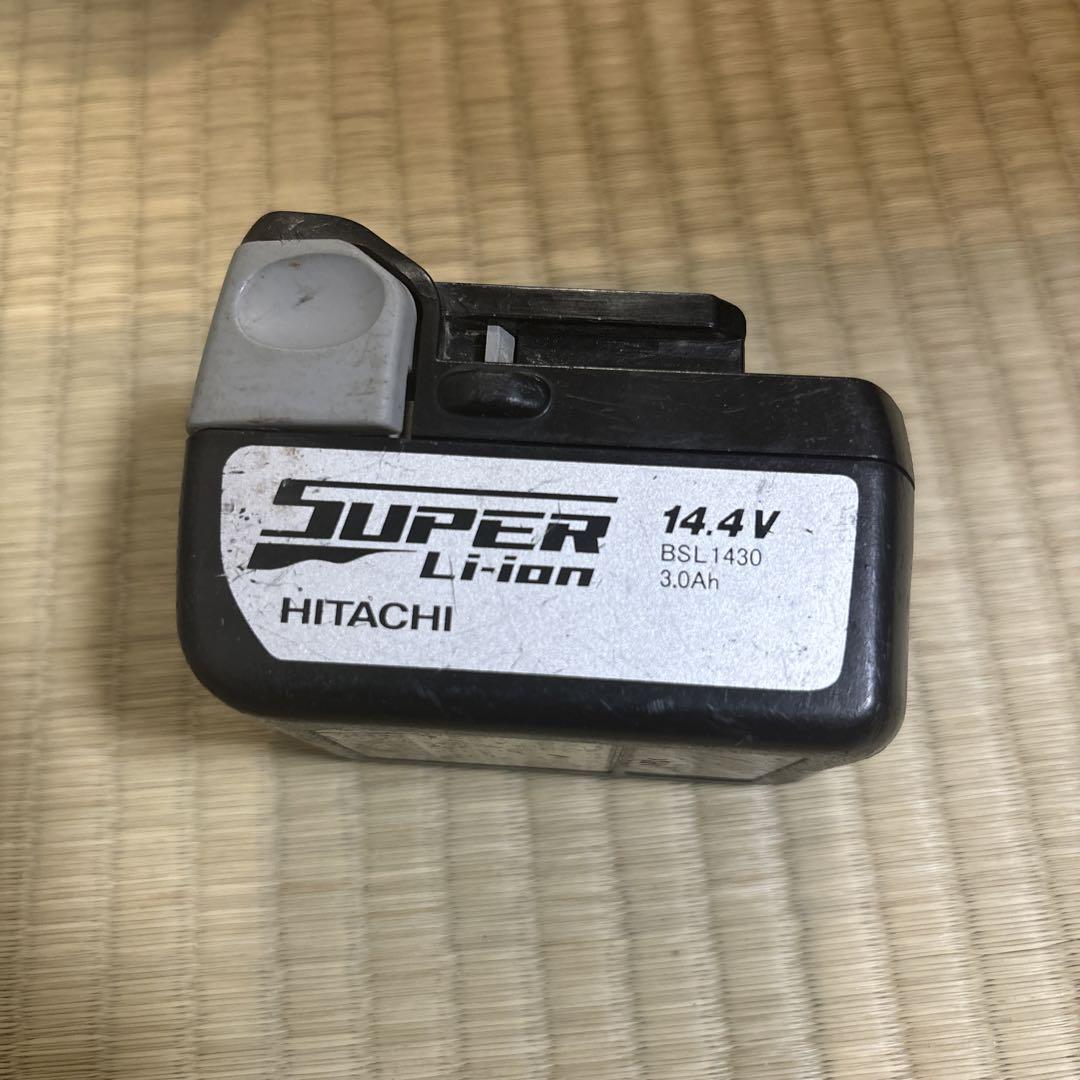 SUPER
Li-ion
HITACHI
14.4V
BSL1430
3.0Ah